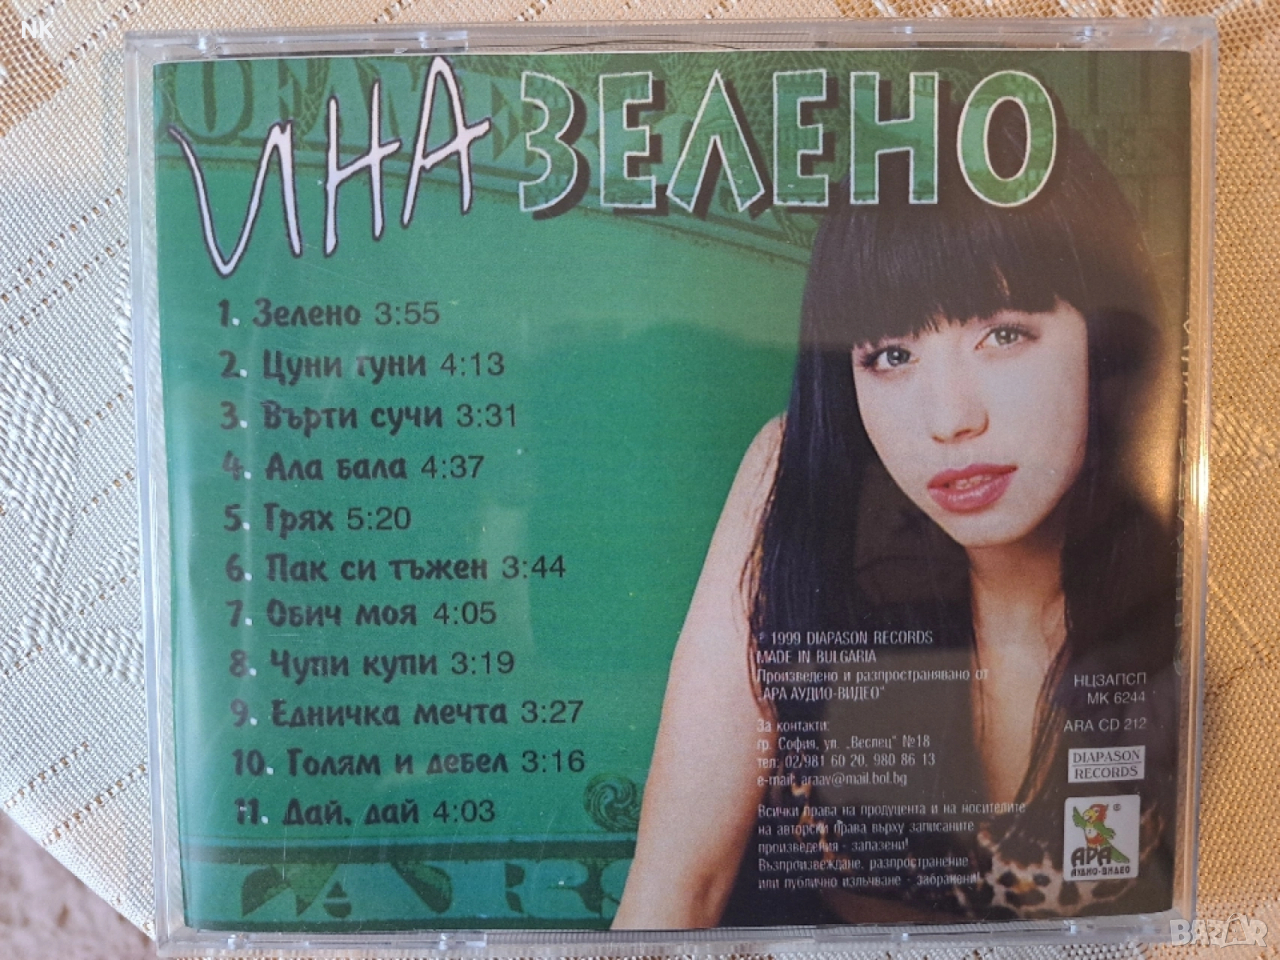 NK
ИНА ЗЕЛЕНО
1. Зелено 3:55
2. Цуни гуни 4:13
3. Върти сучи 3:31
4. Ала бала 4:37
5. Грях 5:20
6. Пак си тъжен 3:44
7. Обич моя 4:05
8. Чупи купи 3:19
9. Едничка мечта 3:27
10. Голям и дебел 3:16
11. Дай, дай 4:03
1999 DIAPASON RECORDS
MADE IN BULGARIA
Произведено и разпространявано от
"АРА АУДИО-ВИДЕО"
За контакти:
гр. София, ул. „Веслец" №18
тел: 02/981 60 20, 980 86 13
e-mail: araav@mail.bol.bg
Всички права на продуцента и на носителите
на авторски права върху записаните
произведения - запазени!
Възпроизвеждане, разпространение
или публично излъчване - забранени!
НЦЗАПСП
МК 6244
ARA CD 212
DIAPASON
RECORDS
®
АРА
АУДИО-ВИДЕО
BAZAR